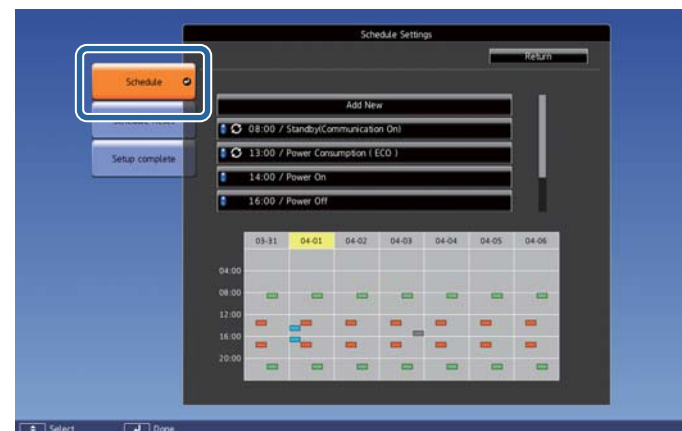 Schedule Settings
Return
Schedule
Add New
08:00 / Standby(Communication On)
13:00 / Power Consumption ( ECO )
Setup complete
14:00 / Power On
16:00 / Power Off
03-31 04-01 04-02 04-03 04-04 04-05 04-06
04:00
08:00
12:00
16:00
20:00
Select Done